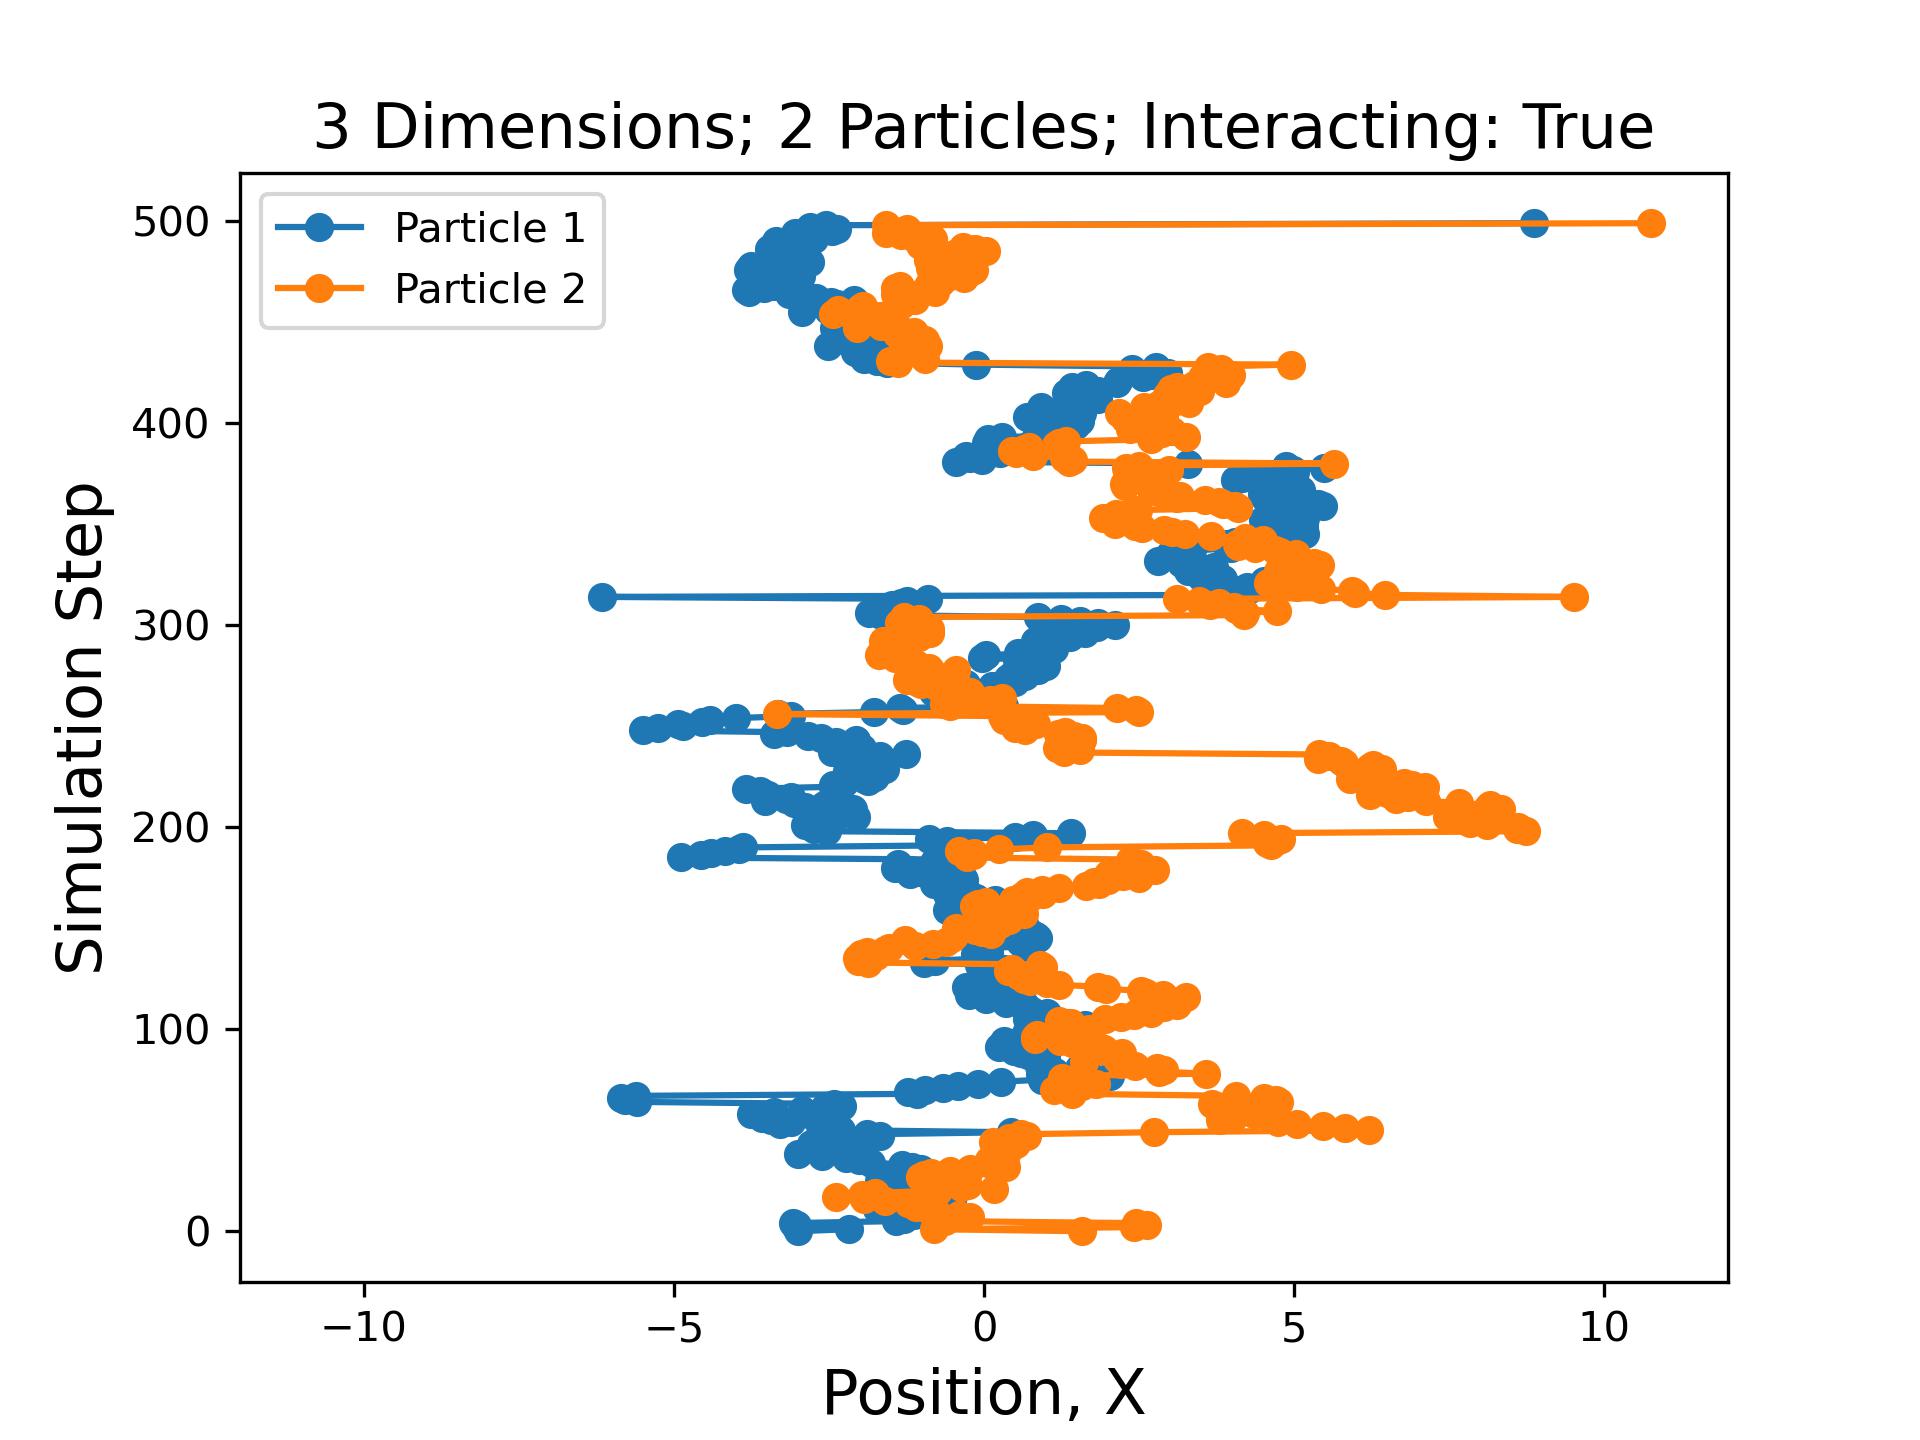 3 Dimensions; 2 Particles; Interacting: True
Particle 1
Particle 2
Simulation Step
500
400
300
200
100
0
−10 −5 0 5 10
Position, X